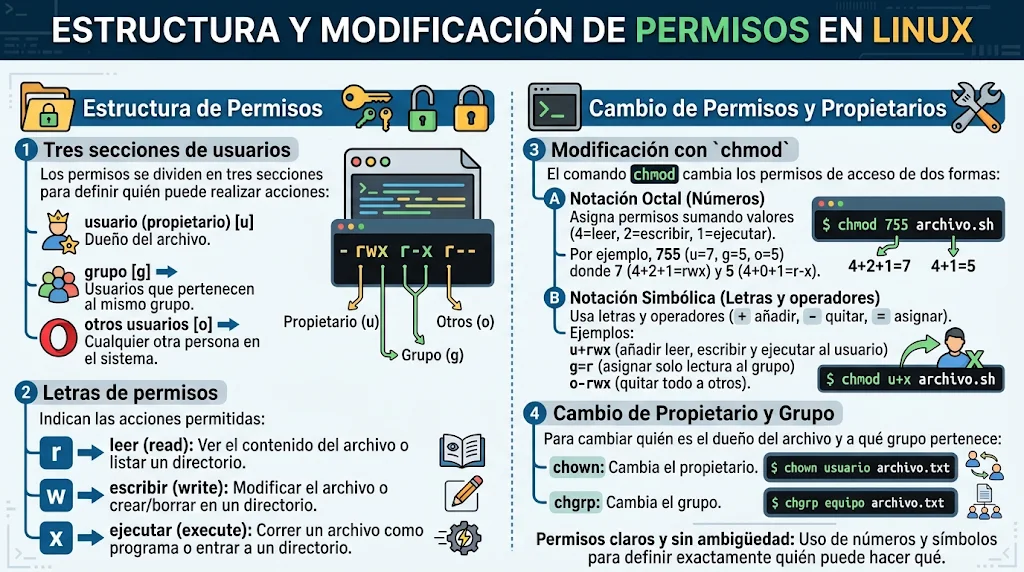 ESTRUCTURA Y MODIFICACIÓN DE PERMISOS EN LINUX
Estructura de Permisos
1 Tres secciones de usuarios
Los permisos se dividen en tres secciones
para definir quién puede realizar acciones:
usuario (propietario) [u]
Dueño del archivo.
grupo [g]
Usuarios que pertenecen
al mismo grupo.
otros usuarios [o]
Cualquier otra persona en
el sistema.
>_
- rwx r-x r--
Propietario (u)
Otros (o)
Grupo (g)
2 Letras de permisos
Indican las acciones permitidas:
r
leer (read): Ver el contenido del archivo o
listar un directorio.
w
escribir (write): Modificar el archivo o
crear/borrar en un directorio.
x
ejecutar (execute): Correr un archivo como
programa o entrar a un directorio.
>_
Cambio de Permisos y Propietarios
3 Modificación con `chmod`
El comando chmod cambia los permisos de acceso de dos formas:
A Notación Octal (Números)
Asigna permisos sumando valores
(4=leer, 2=escribir, 1=ejecutar).
Por ejemplo, 755 (u=7, g=5, o=5)
donde 7 (4+2+1=rwx) y 5 (4+0+1=r-x).
$ chmod 755 archivo.sh
4+2+1=7 4+1=5
B Notación Simbólica (Letras y operadores)
Usa letras y operadores ( + añadir, - quitar, = asignar).
Ejemplos:
u+rwx (añadir leer, escribir y ejecutar al usuario)
g=r (asignar solo lectura al grupo)
o-rwx (quitar todo a otros).
X
$ chmod u+x archivo.sh
4 Cambio de Propietario y Grupo
Para cambiar quién es el dueño del archivo y a qué grupo pertenece:
chown: Cambia el propietario.
$ chown usuario archivo.txt
chgrp: Cambia el grupo.
$ chgrp equipo archivo.txt
Permisos claros y sin ambigüedad: Uso de números y símbolos
para definir exactamente quién puede hacer qué.